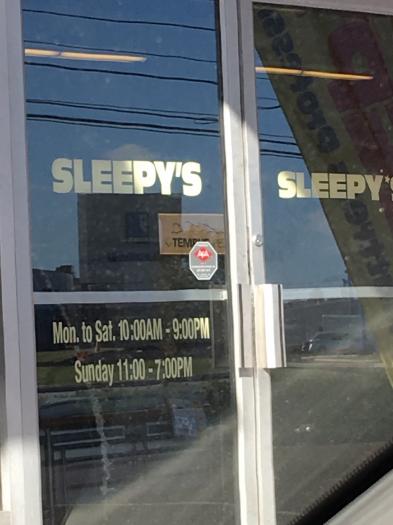 SLEEPY'S
SLEEPY'S
Mon. to Sat. 10:00AM - 9:00PM
Sunday 11:00 - 7:00PM